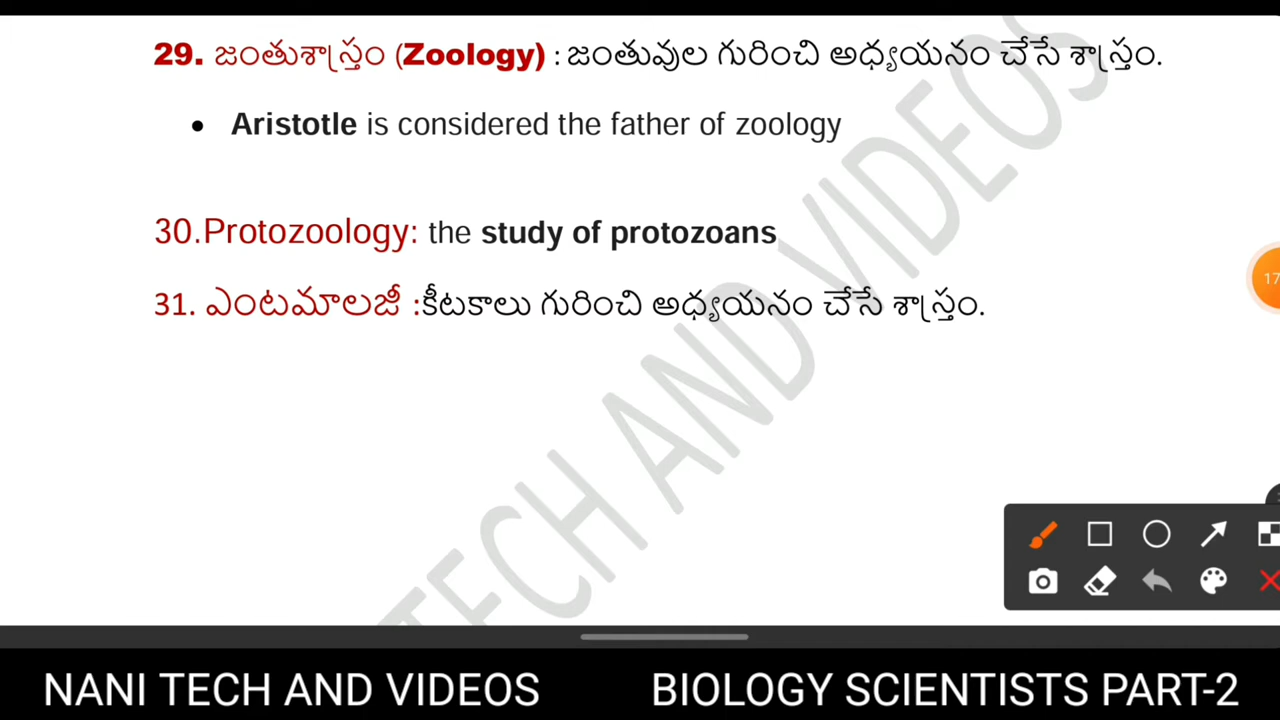 29. జంతుశాస్త్రం (Zoology) : జంతువుల గురించి అధ్యయనం చేసే శాస్త్రం.
• Aristotle is considered the father of zoology
30.Protozoology: the study of protozoans
31. ఎంటమాలజీ :కీటకాలు గురించి అధ్యయనం చేసే శాస్త్రం.
TECH AND VIDEOS
17
NANI TECH AND VIDEOS
BIOLOGY SCIENTISTS PART-2